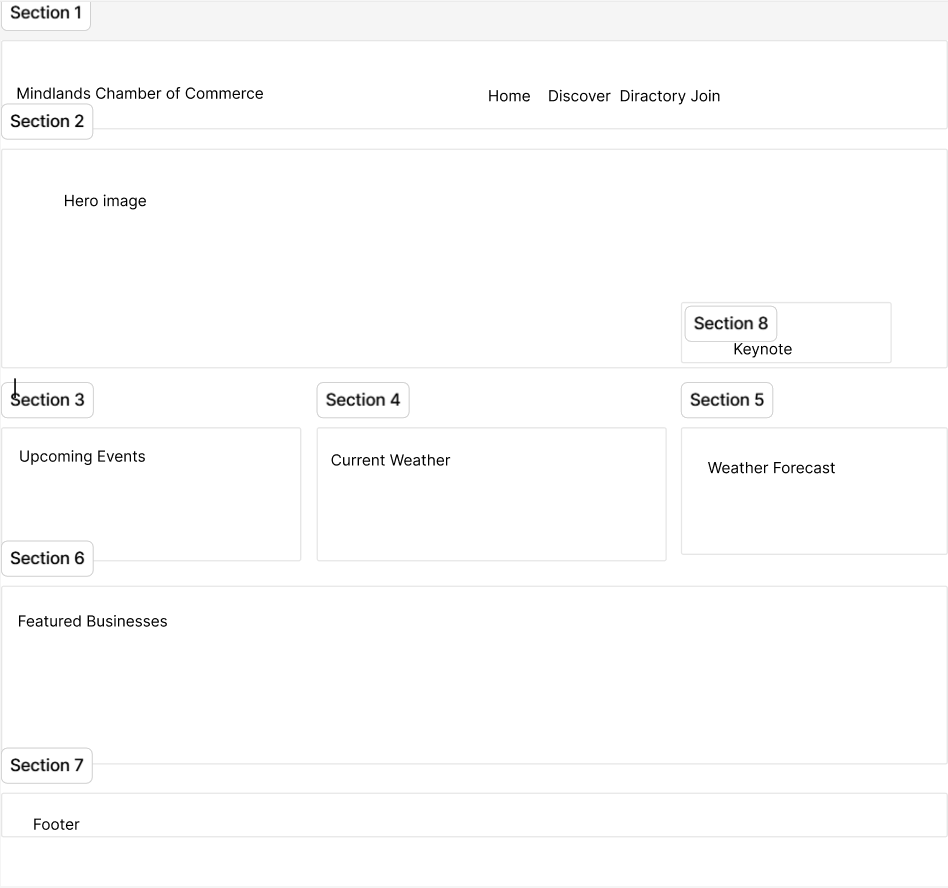 Section 1
Mindlands Chamber of Commerce
Home Discover Diractory Join
Section 2
Hero image
Section 8
Keynote
Section 3
Section 4
Section 5
Upcoming Events
Current Weather
Weather Forecast
Section 6
Featured Businesses
Section 7
Footer